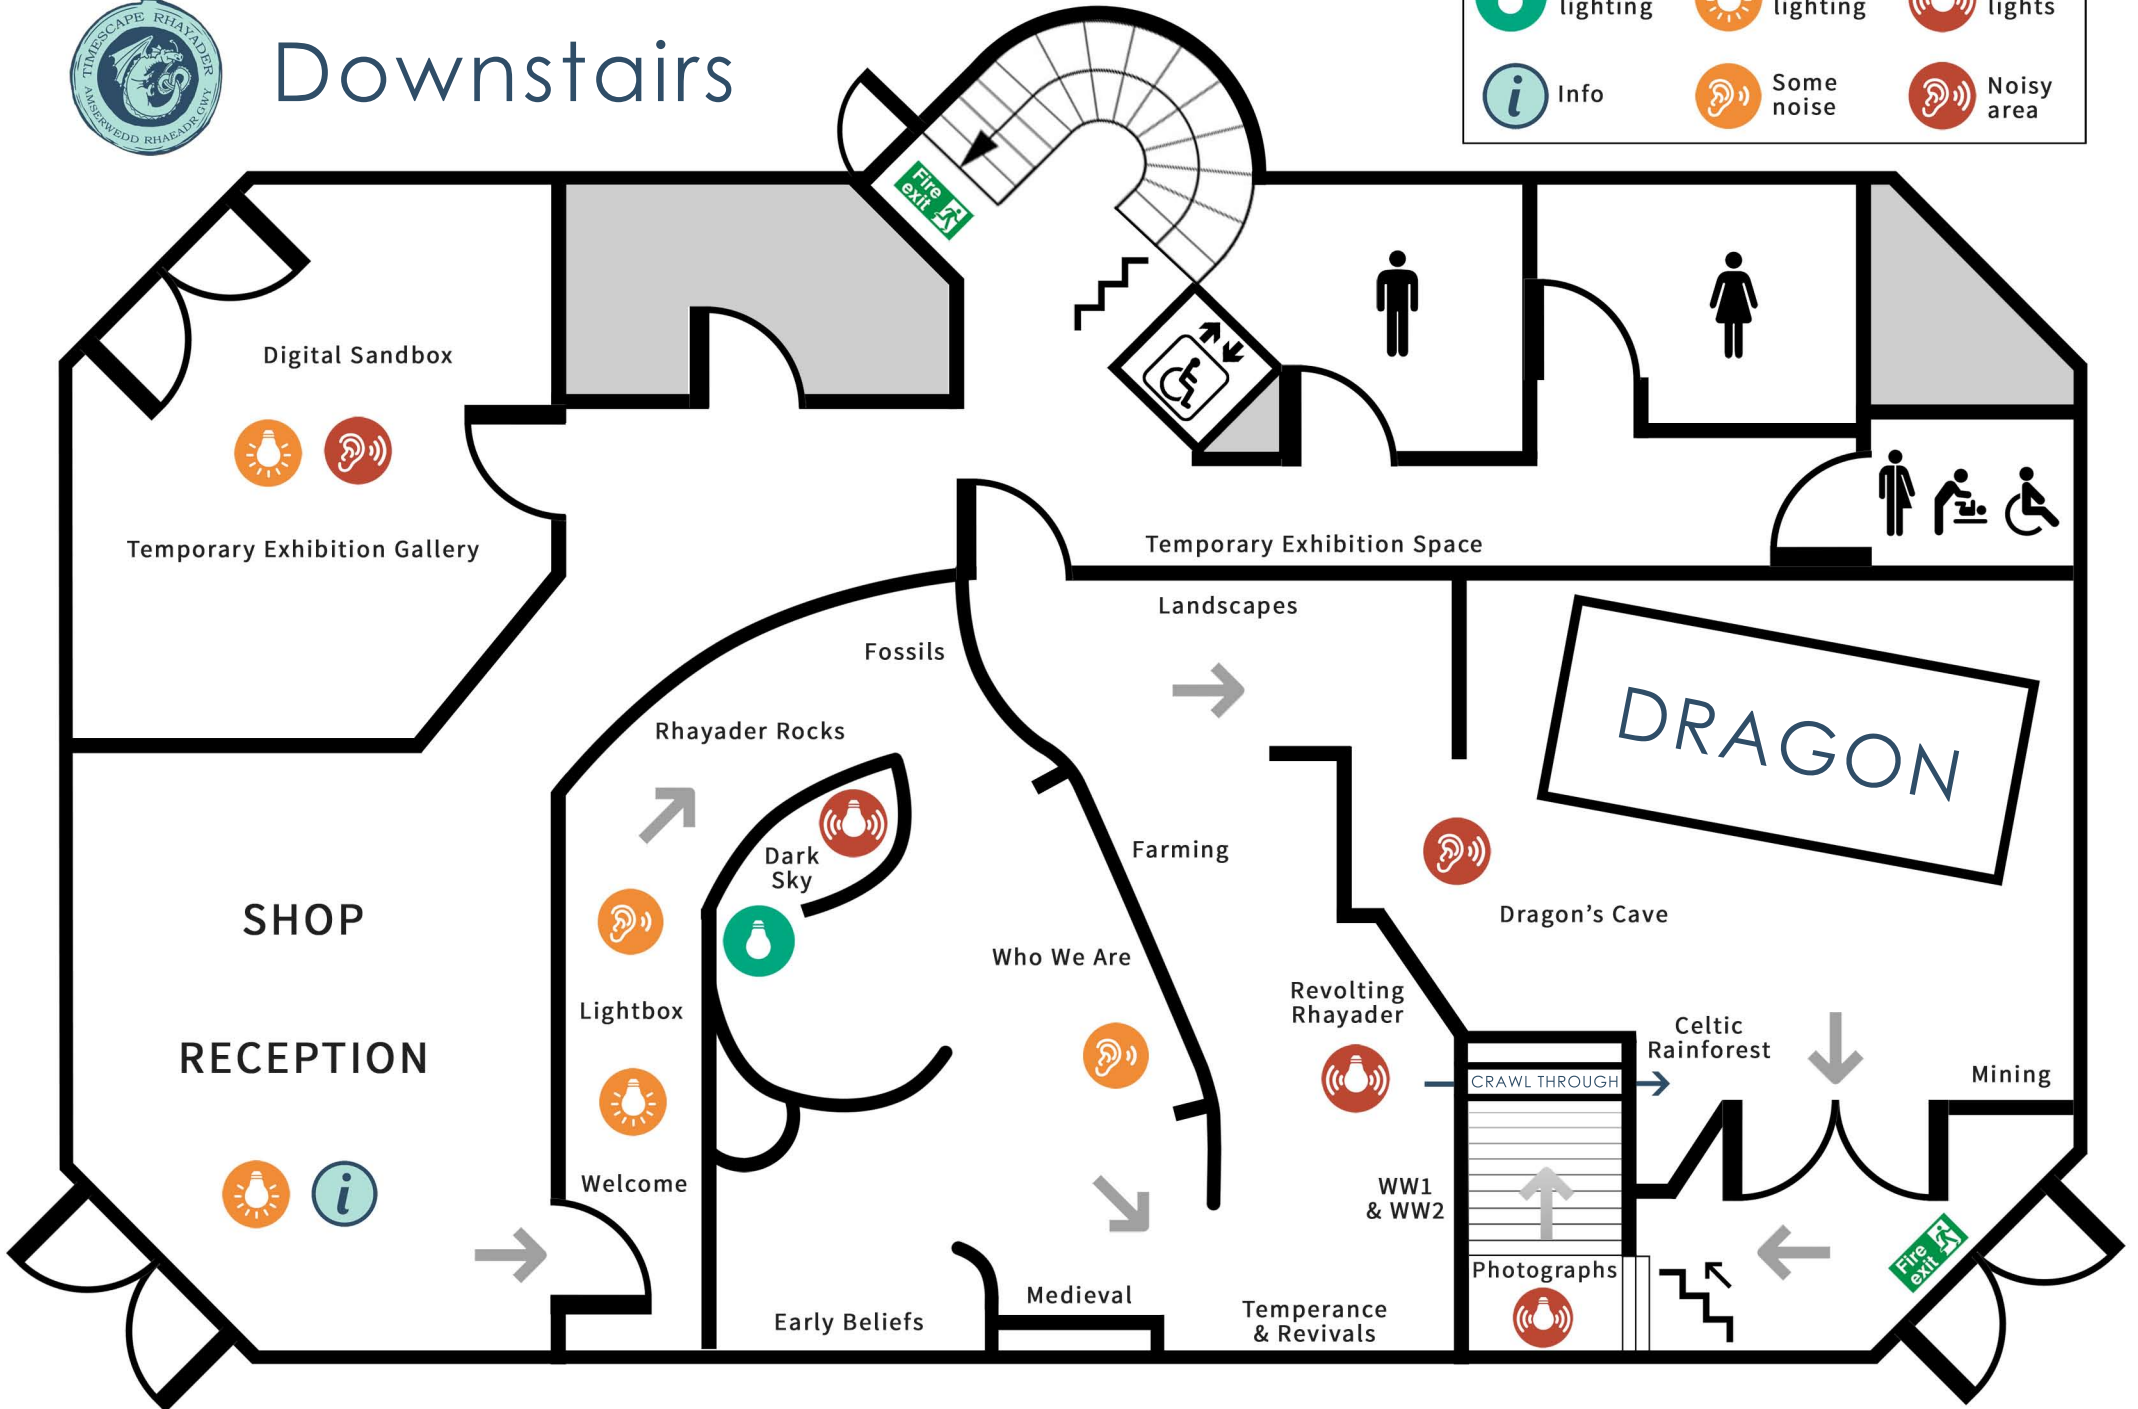 TIMESCAPE RHAYADER
AMSERWEDD RHAEADR GWY
Downstairs
lighting
lighting
lights
Info
Some
noise
Noisy
area
Fire
exit
Digital Sandbox
Temporary Exhibition Gallery
Temporary Exhibition Space
Landscapes
Fossils
Rhayader Rocks
DRAGON
Dark
Sky
Farming
SHOP
Dragon's Cave
Who We Are
Lightbox
Revolting
Rhayader
Celtic
Rainforest
RECEPTION
CRAWL THROUGH
Mining
Welcome
WW1
& WW2
Fire
exit
Photographs
Medieval
Early Beliefs
Temperance
& Revivals